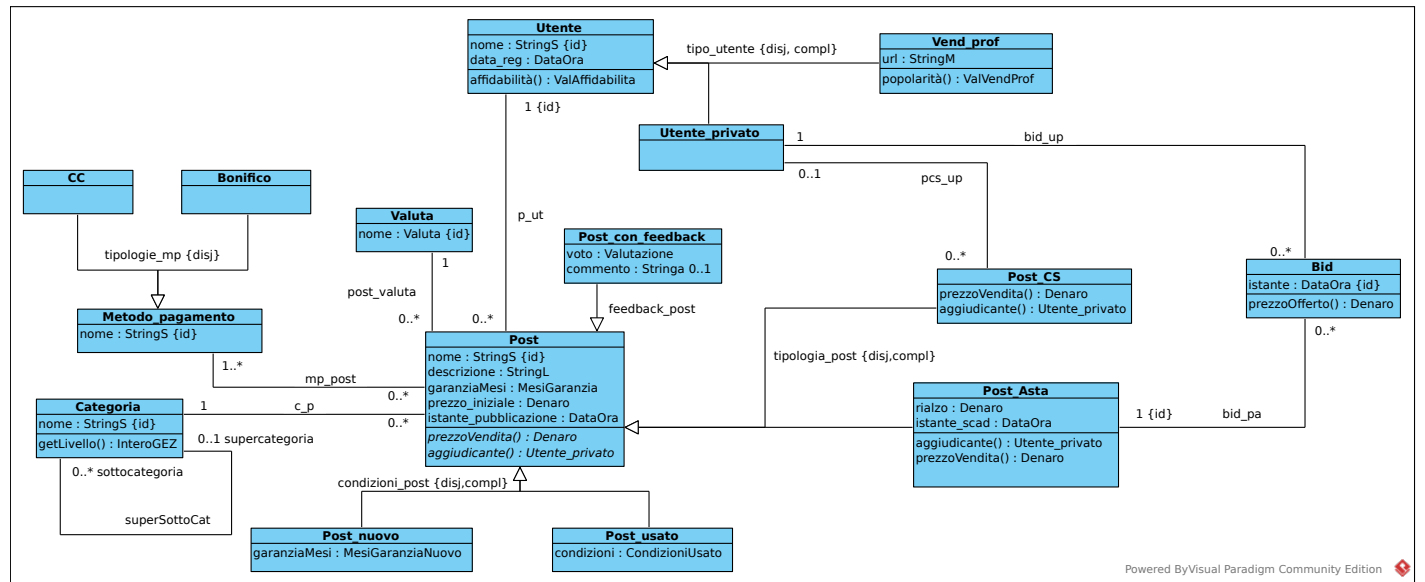 Utente
nome : StringS {id}
data_reg : DataOra
affidabilità() : ValAffidabilita
tipo_utente {disj, compl}
Vend_prof
url : StringM
popolarità() : ValVendProf
1 {id}
Utente_privato
1
bid_up
0..1
pcs_up
CC
Bonifico
tipologie_mp {disj}
Valuta
nome : Valuta {id}
1
p_ut
Post_con_feedback
voto : Valutazione
commento : Stringa 0..1
0..*
Post_CS
prezzoVendita() : Denaro
aggiudicante() : Utente_privato
0..*
Bid
istante : DataOra {id}
prezzoOfferto() : Denaro
0..*
post_valuta
0..*
0..*
feedback_post
Metodo_pagamento
nome : StringS {id}
1..*
mp_post
0..*
Post
nome : StringS {id}
descrizione : StringL
garanziaMesi : MesiGaranzia
prezzo_iniziale : Denaro
istante_pubblicazione : DataOra
prezzoVendita() : Denaro
aggiudicante() : Utente_privato
tipologia_post {disj,compl}
Post_Asta
rialzo : Denaro
istante_scad : DataOra
aggiudicante() : Utente_privato
prezzoVendita() : Denaro
1 {id}
bid_pa
Categoria
nome : StringS {id}
getLivello() : InteroGEZ
1
c_p
0..*
0..1 supercategoria
0..* sottocategoria
superSottoCat
condizioni_post {disj,compl}
Post_nuovo
garanziaMesi : MesiGaranziaNuovo
Post_usato
condizioni : CondizioniUsato
Powered ByVisual Paradigm Community Edition